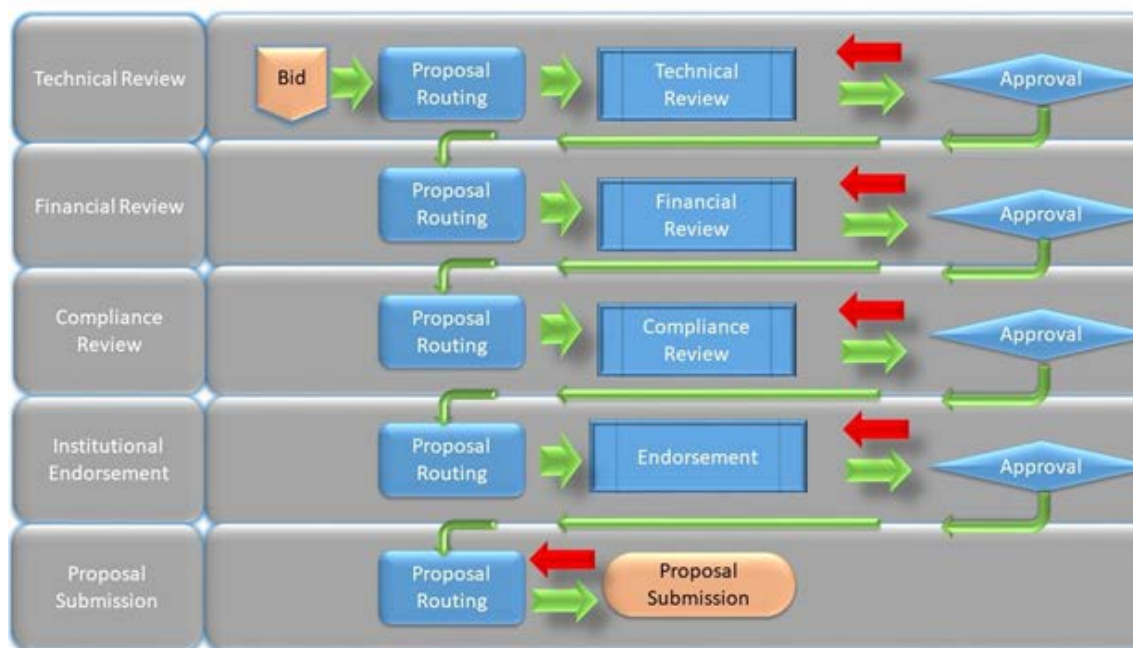 Technical Review
Bid
Proposal
Routing
Technical
Review
Approval
Financial Review
Proposal
Routing
Financial
Review
Approval
Compliance
Review
Proposal
Routing
Compliance
Review
Approval
Institutional
Endorsement
Proposal
Routing
Endorsement
Approval
Proposal
Submission
Proposal
Routing
Proposal
Submission